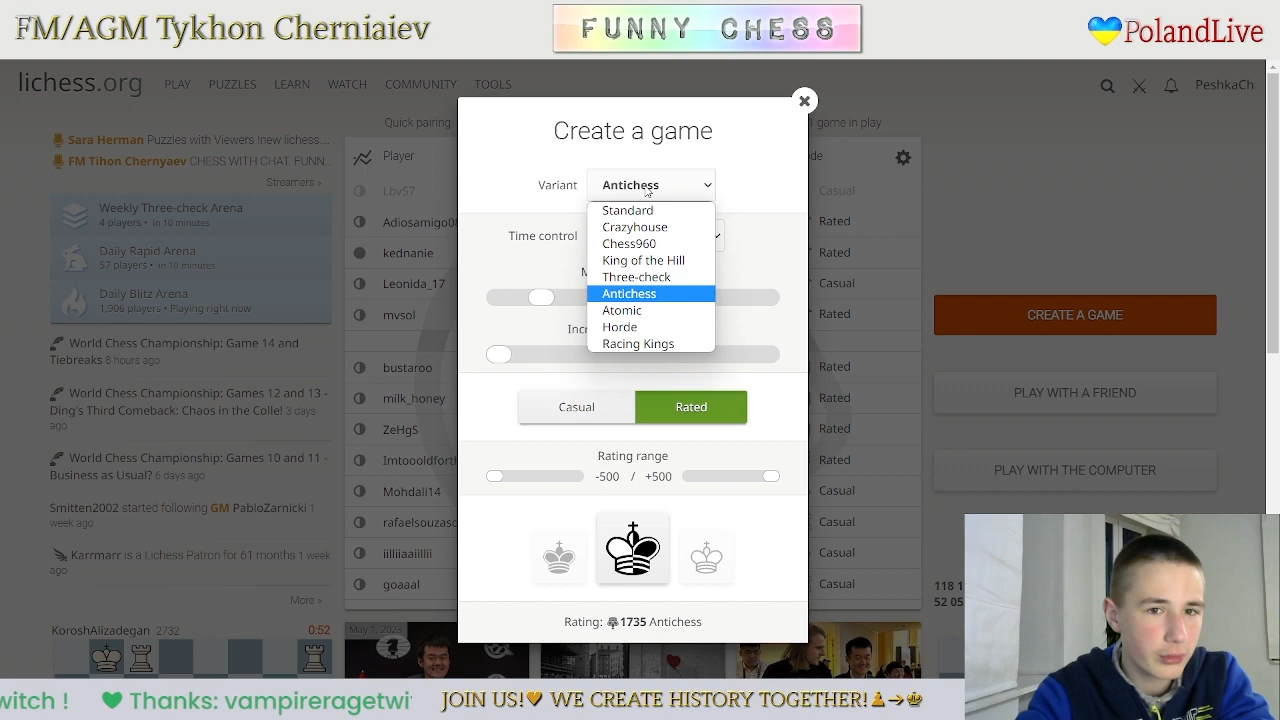 FM/AGM Tykhon Cherniaiev
FUNNY CHESS
PolandLive
lichess.org
PLAY
PUZZLES
LEARN
WATCH
COMMUNITY
TOOLS
PeshkaCh
Sara Herman Puzzles with Viewers !new lichess....
FM Tihon Chernyaev CHESS WITH CHAT. FUNN...
Streamers »
Weekly Three-check Arena
4 players • in 10 minutes
Daily Rapid Arena
57 players • in 10 minutes
Daily Blitz Arena
1,906 players • Playing right now
World Chess Championship: Game 14 and
Tiebreaks 8 hours ago
World Chess Championship: Games 12 and 13 -
Ding's Third Comeback: Chaos in the Colle! 3 days
ago
World Chess Championship: Games 10 and 11 -
Business as Usual? 6 days ago
Smitten2002 started following GM PabloZarnicki 1
week ago
Karrmarr is a Lichess Patron for 61 months 1 week
ago
More »
KoroshAlizadegan 2732
0:52
Quick pairing
game in play
Player
Lbv57
Casual
Rated
kednanie
Rated
Leonida_17
Rated
mvsol
Rated
bustaroo
Rated
milk_honey
Rated
ZeHgS
Rated
Rated
Mohdali14
Casual
Casual
Casual
goaaal
Casual
May 1, 2023
Create a game
Variant
Antichess
Standard
Crazyhouse
Chess960
King of the Hill
Three-check
Antichess
Atomic
Horde
Racing Kings
Time control
Casual
Rated
Rating range
-500 / +500
Rating: 1735 Antichess
CREATE A GAME
PLAY WITH A FRIEND
PLAY WITH THE COMPUTER
witch !
Thanks: vampireragetwi
JOIN US! WE CREATE HISTORY TOGETHER!